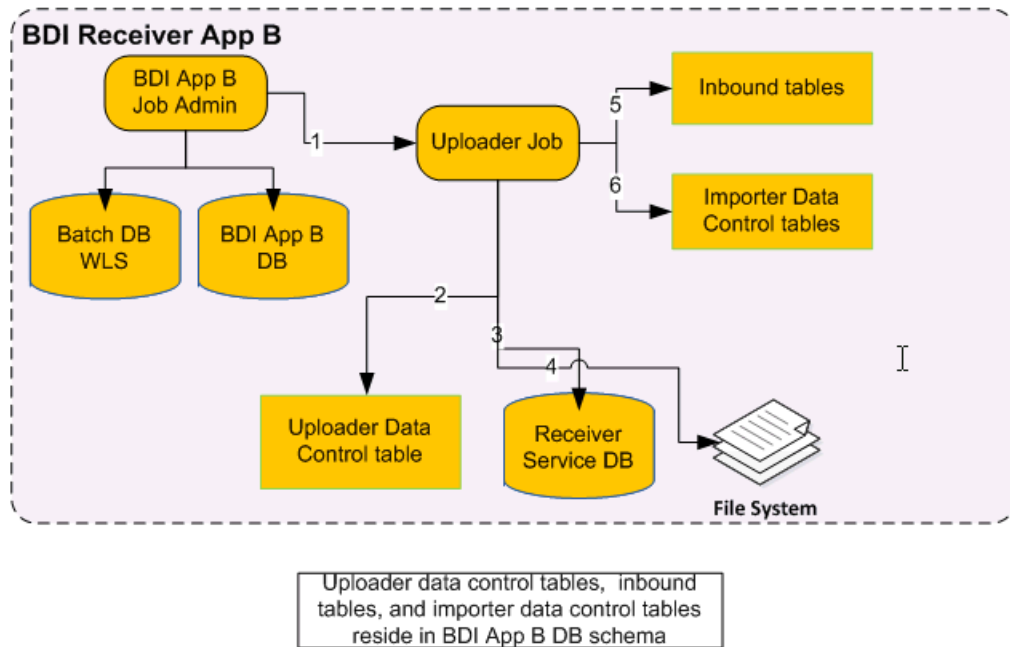 BDI Receiver App B
BDI App B
Job Admin
1
Uploader Job
5
Inbound tables
6
Importer Data
Control tables
Batch DB
WLS
BDI App B
DB
2
3
4
Uploader Data
Control table
Receiver
Service DB
File System
Uploader data control tables, inbound
tables, and importer data control tables
reside in BDI App B DB schema